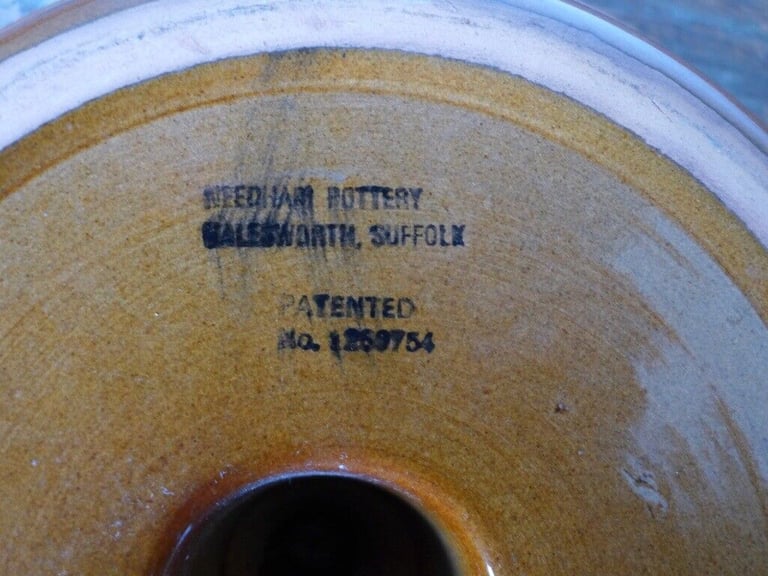 NEEDHAM POTTERY
HALESWORTH, SUFFOLK
PATENTED
No. 1269754